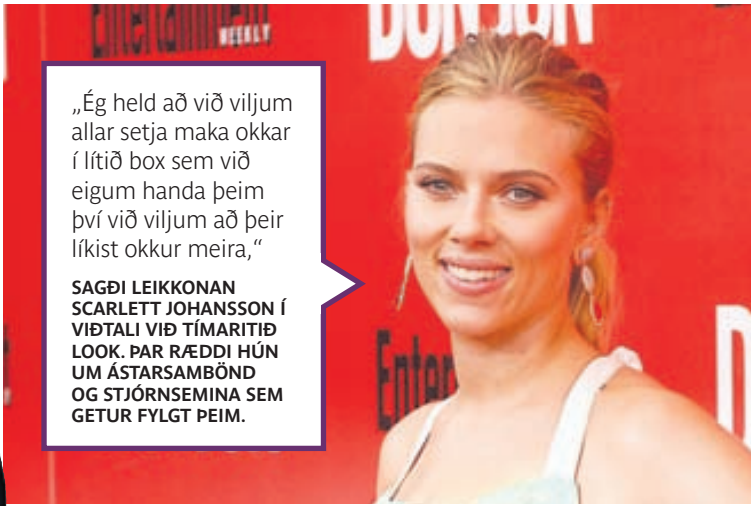 Entertainment
WEEKLY
DON JON
„Ég held að við viljum
allar setja maka okkar
í lítið box sem við
eigum handa þeim
því við viljum að þeir
líkist okkur meira,“
SAGÐI LEIKKONAN
SCARLETT JOHANSSON Í
VIÐTALI VIÐ TÍMARITIÐ
LOOK. ÞAR RÆDDI HÚN
UM ÁSTARSAMBÖND
OG STJÓRNSEMINA SEM
GETUR FYLGT ÞEIM.
Enter